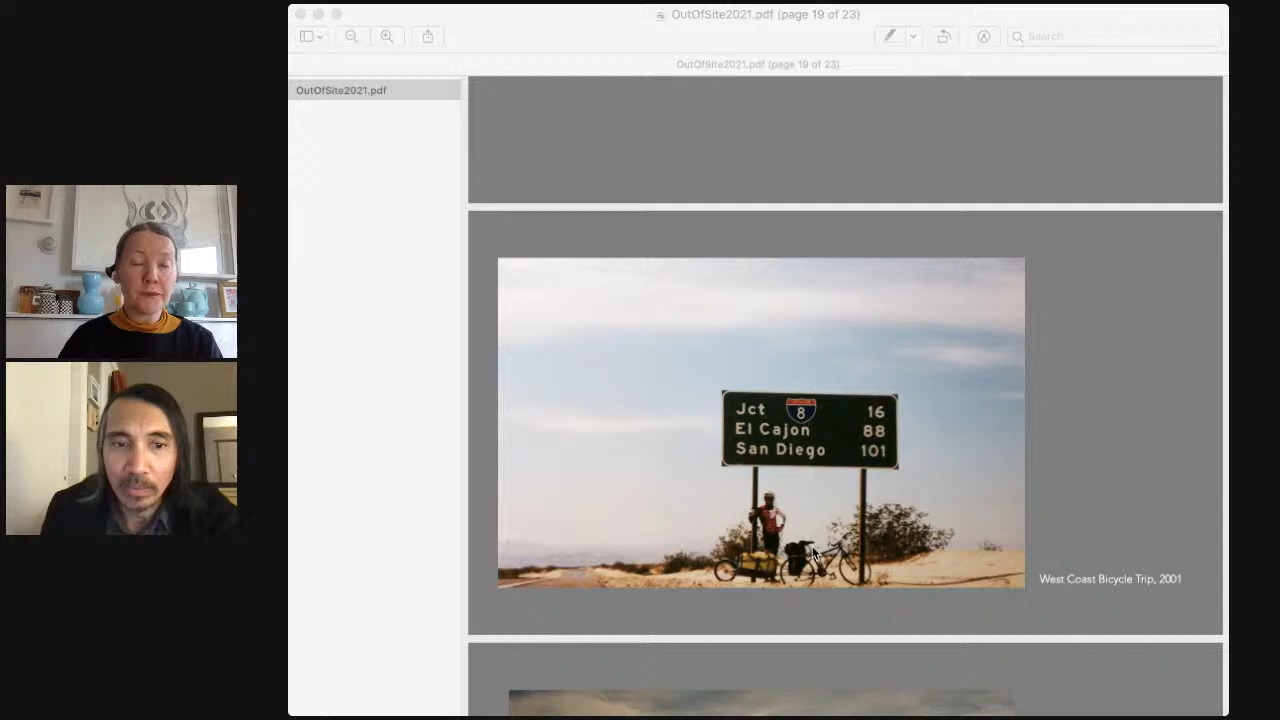 OutOfSite2021.pdf (page 19 of 23)
Search
OutOfSite2021.pdf (page 19 of 23)
OutOfSite2021.pdf
Jct 8 16
El Cajon 88
San Diego 101
West Coast Bicycle Trip, 2001